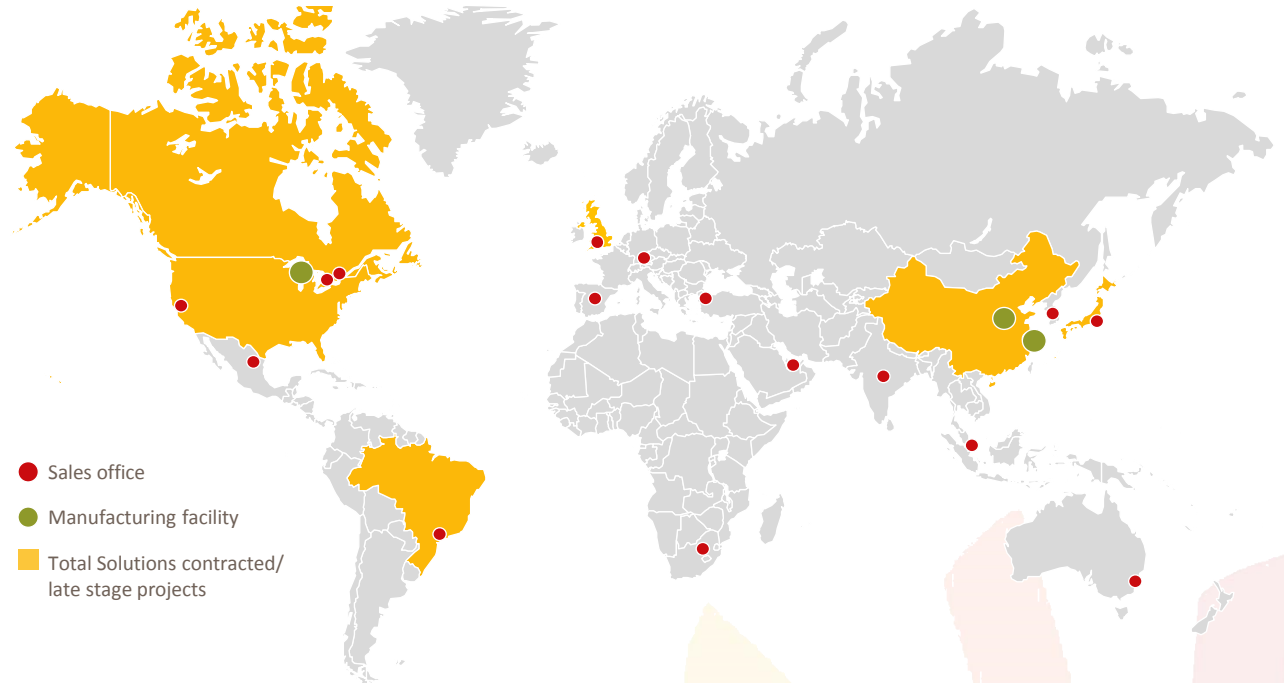 Sales office
Manufacturing facility
Total Solutions contracted/
late stage projects